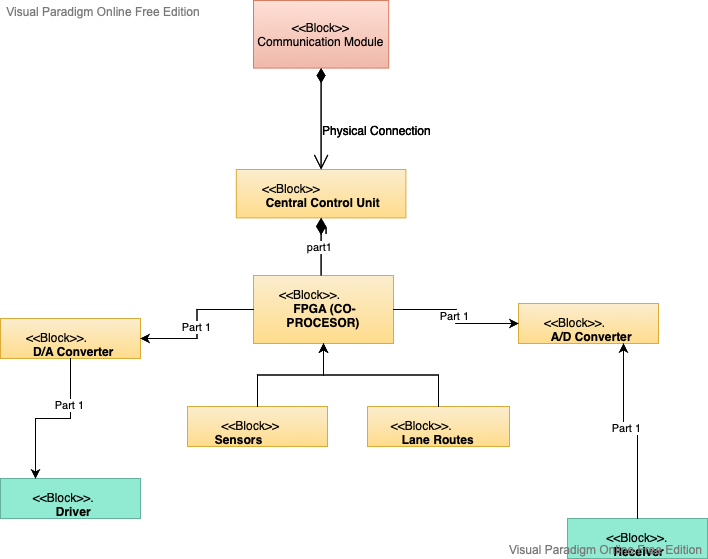 Visual Paradigm Online Free Edition
<<Block>>
Communication Module
Physical Connection
<<Block>>
Central Control Unit
part1
<<Block>>.
FPGA (CO-
PROCESOR)
Part 1
Part 1
<<Block>>.
D/A Converter
<<Block>>.
A/D Converter
Part 1
<<Block>>
Sensors
<<Block>>.
Lane Routes
Part 1
<<Block>>.
Driver
<<Block>>.
Receiver
Visual Paradigm Online Free Edition